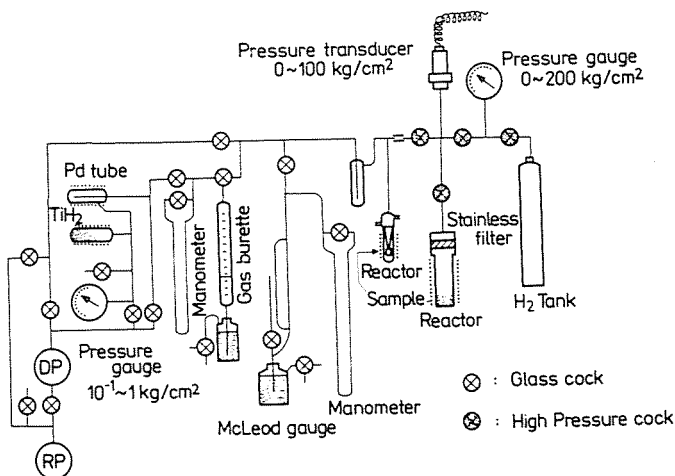 Pressure transducer
0~100 kg/cm²
Pressure gauge
0~200 kg/cm²
Pd tube
TiH₂
Manometer
Gas burette
Stainless
filter
Reactor
Sample
Reactor
H₂ Tank
Pressure
gauge
10⁻¹~1 kg/cm²
DP
RP
McLeod gauge
Manometer
: Glass cock
: High Pressure cock